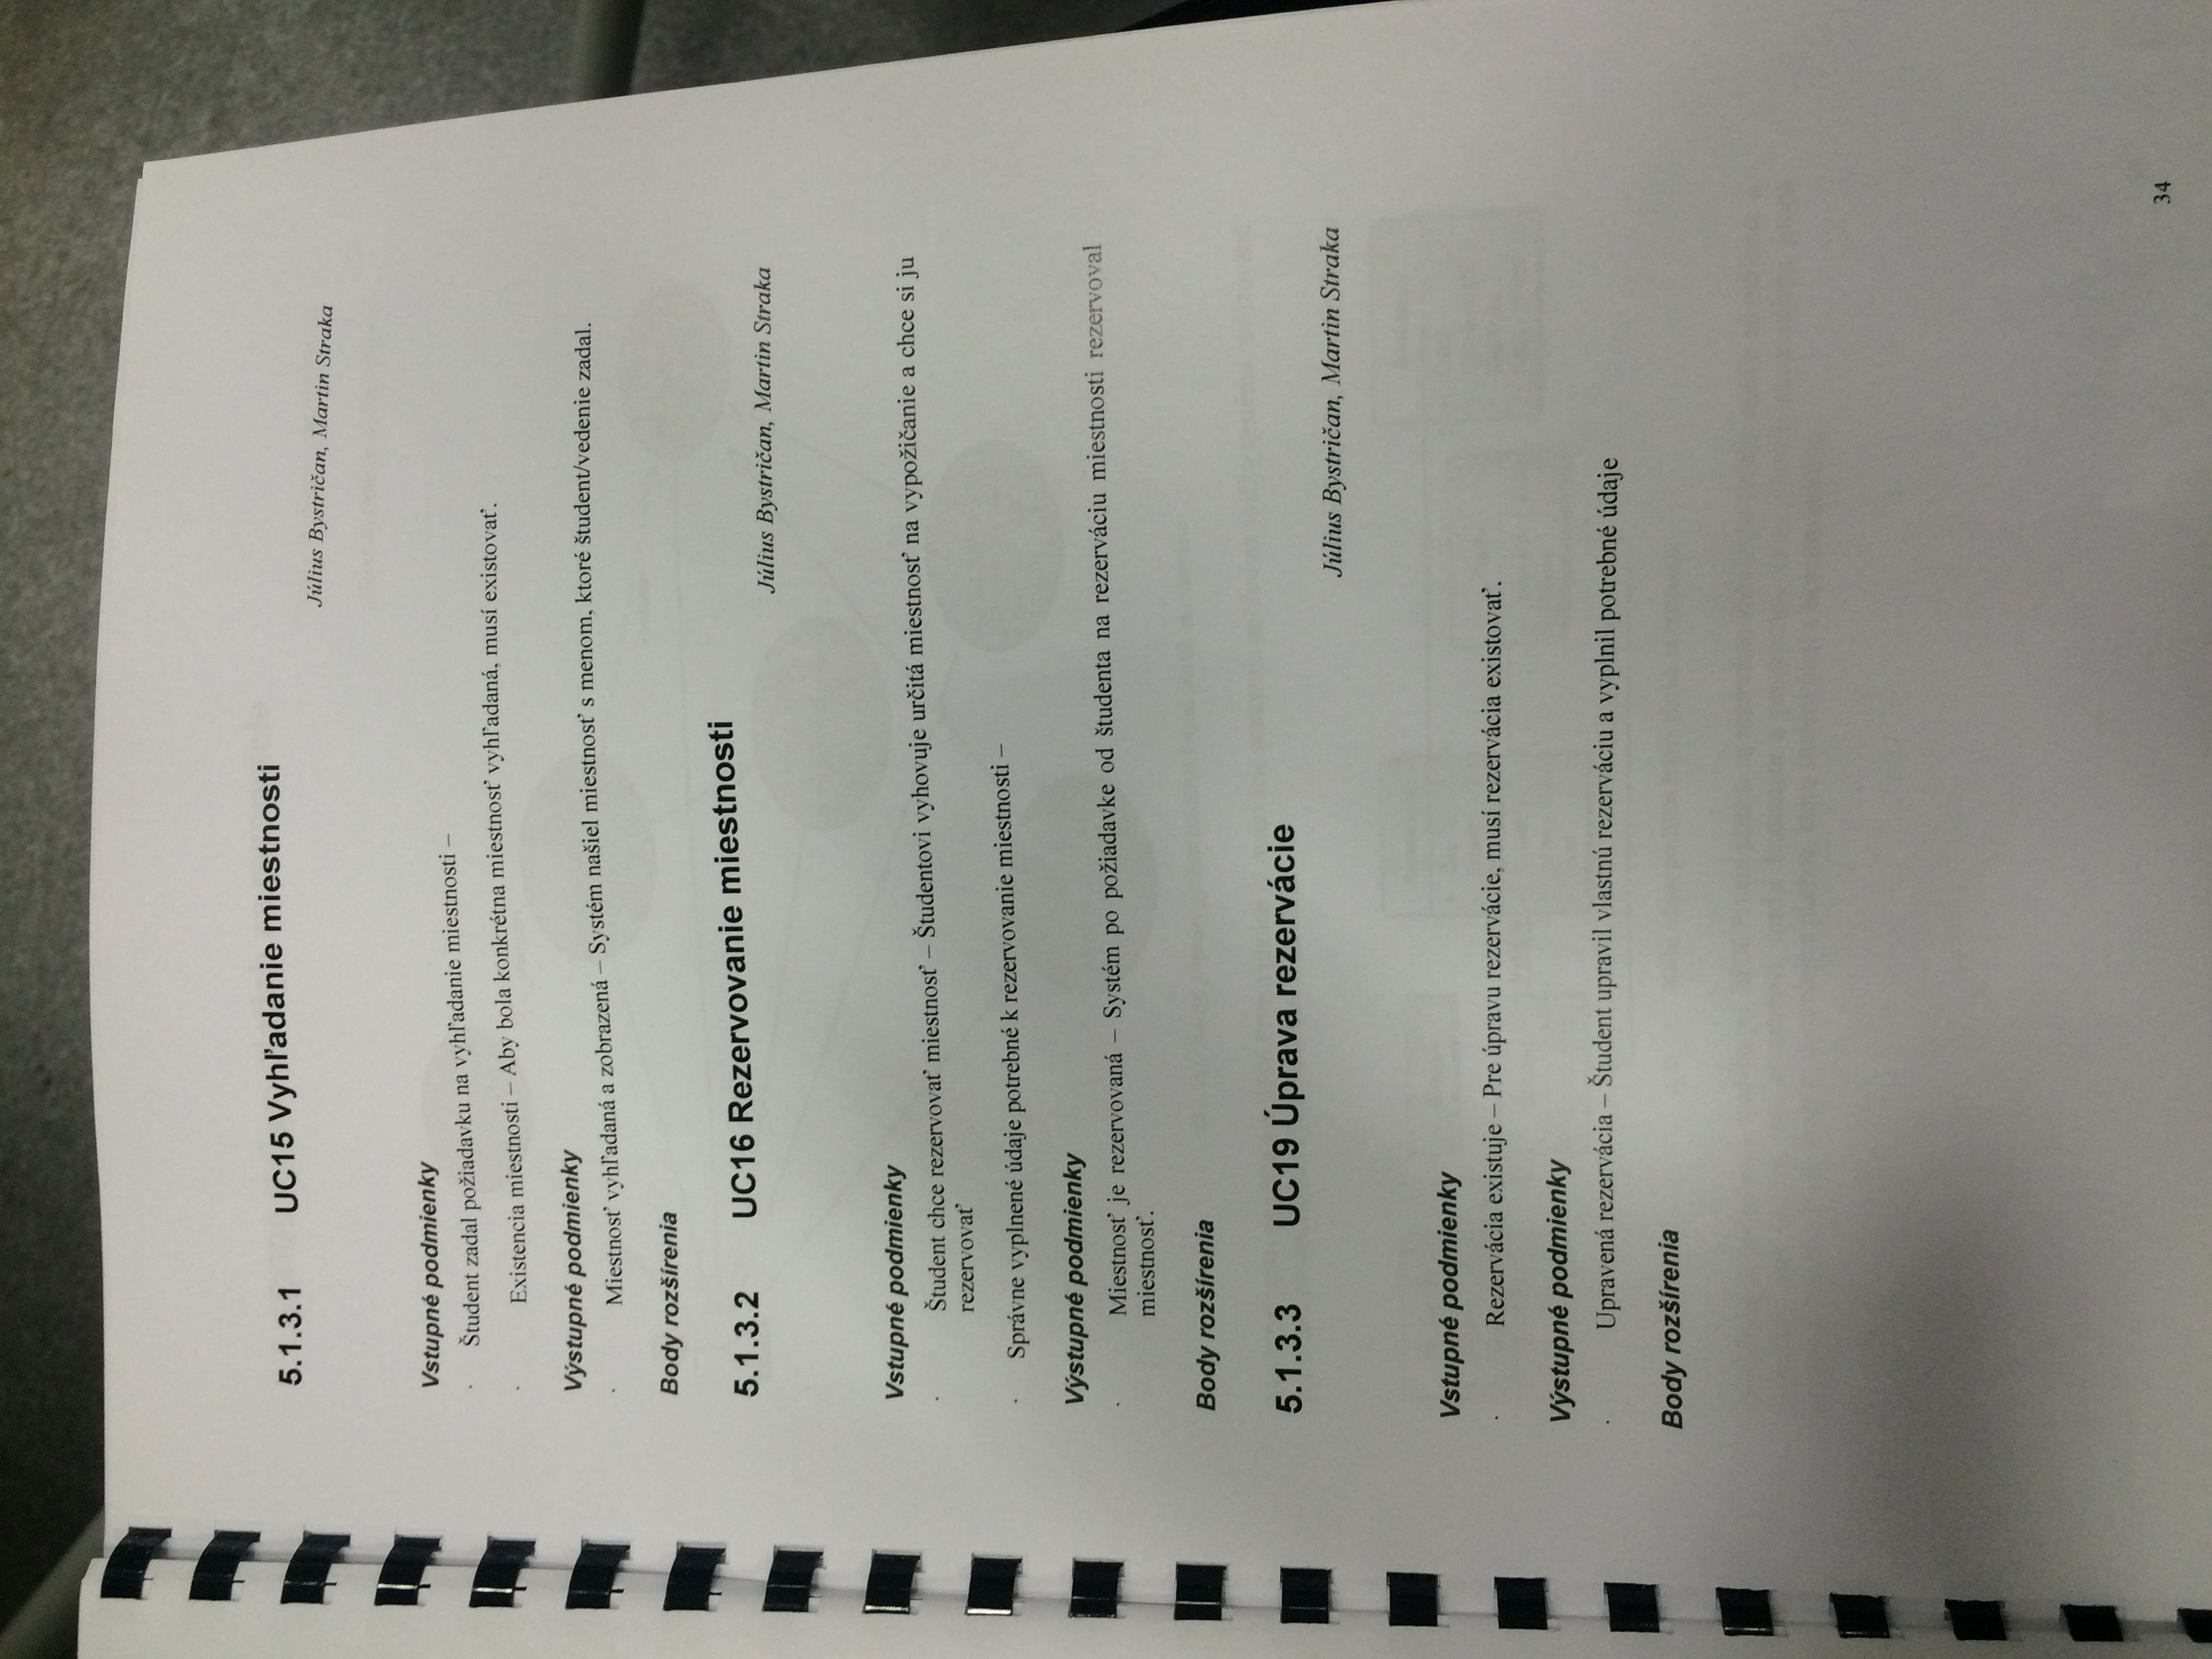 5.1.3.1 UC15 Vyhľadanie miestnosti
Július Bystričan, Martin Straka
Vstupné podmienky
· Študent zadal požiadavku na vyhľadanie miestnosti –
· Existencia miestnosti – Aby bola konkrétna miestnosť vyhľadaná, musí existovať.
Výstupné podmienky
· Miestnosť vyhľadaná a zobrazená – Systém našiel miestnosť s menom, ktoré študent/vedenie zadal.
Body rozšírenia
5.1.3.2 UC16 Rezervovanie miestnosti
Július Bystričan, Martin Straka
Vstupné podmienky
· Študent chce rezervovať miestnosť – Študentovi vyhovuje určitá miestnosť na vypožičanie a chce si ju
rezervovať
· Správne vyplnené údaje potrebné k rezervovanie miestnosti –
Výstupné podmienky
· Miestnosť je rezervovaná – Systém po požiadavke od študenta na rezerváciu miestnosti rezervoval
miestnosť.
Body rozšírenia
5.1.3.3 UC19 Úprava rezervácie
Július Bystričan, Martin Straka
Vstupné podmienky
· Rezervácia existuje – Pre úpravu rezervácie, musí rezervácia existovať.
Výstupné podmienky
· Upravená rezervácia – Študent upravil vlastnú rezerváciu a vyplnil potrebné údaje
Body rozšírenia
34